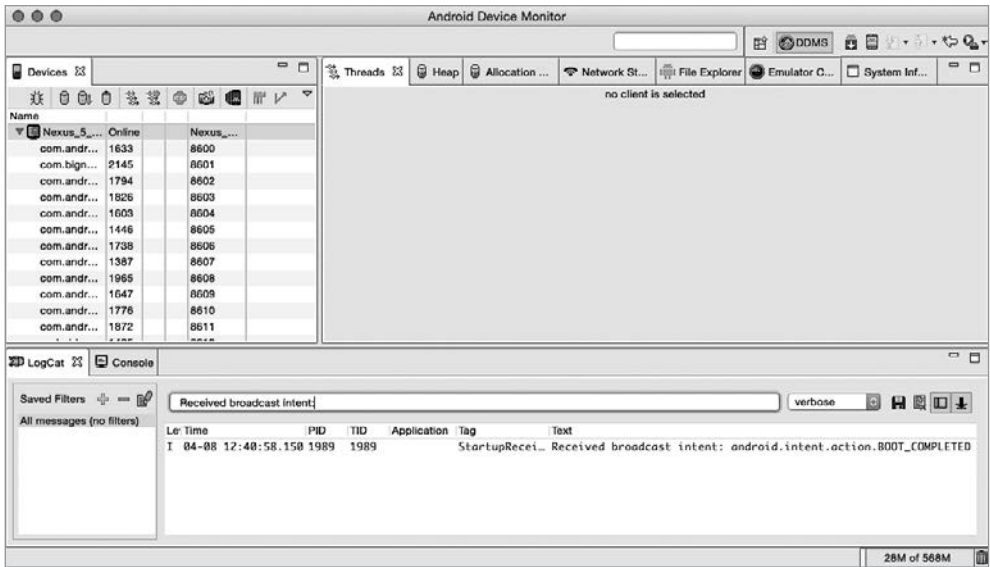 Android Device Monitor
DDMS
Devices
Threads Heap Allocation ... Network St... File Explorer Emulator C... System Inf...
no client is selected
Name
Nexus_5_... Online Nexus_...
com.andr... 1633 8600
com.bign... 2145 8601
com.andr... 1794 8602
com.andr... 1826 8603
com.andr... 1603 8604
com.andr... 1446 8605
com.andr... 1738 8606
com.andr... 1387 8607
com.andr... 1965 8608
com.andr... 1647 8609
com.andr... 1776 8610
com.andr... 1872 8611
LogCat Console
Saved Filters
All messages (no filters)
Received broadcast intent:
verbose
Le Time PID TID Application Tag Text
I 04-08 12:40:58.150 1989 1989 StartupRecei... Received broadcast intent: android.intent.action.BOOT_COMPLETED
28M of 568M